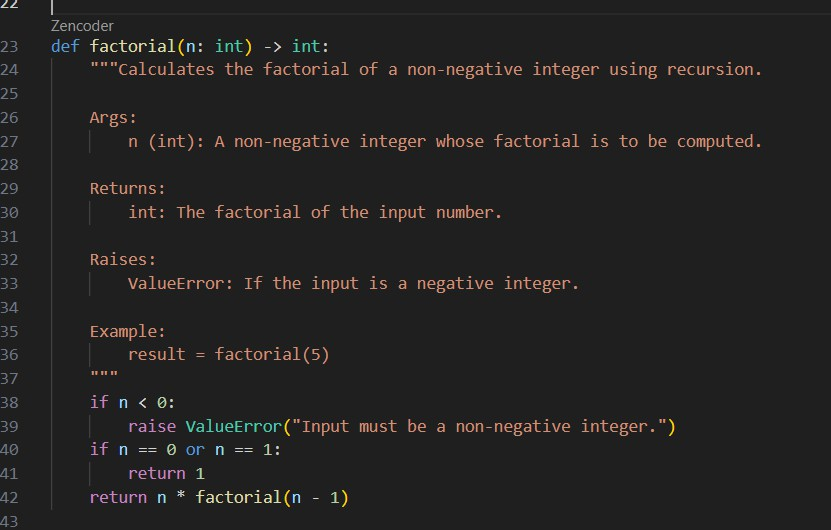 22
Zencoder
23 def factorial(n: int) -> int:
24     """Calculates the factorial of a non-negative integer using recursion.
25
26     Args:
27         n (int): A non-negative integer whose factorial is to be computed.
28
29     Returns:
30         int: The factorial of the input number.
31
32     Raises:
33         ValueError: If the input is a negative integer.
34
35     Example:
36         result = factorial(5)
37     """
38     if n < 0:
39         raise ValueError("Input must be a non-negative integer.")
40     if n == 0 or n == 1:
41         return 1
42     return n * factorial(n - 1)
43